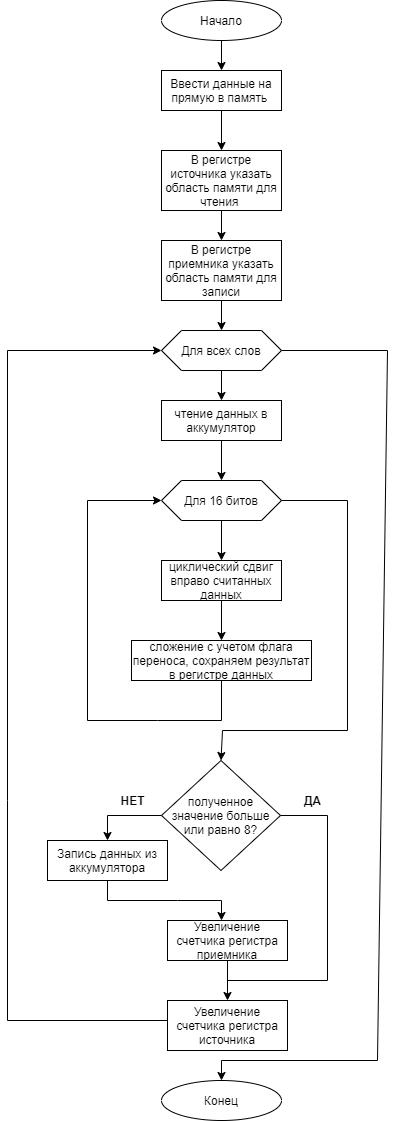 Начало
Ввести данные на
прямую в память
В регистре
источника указать
область памяти для
чтения
В регистре
приемника указать
область памяти для
записи
Для всех слов
чтение данных в
аккумулятор
Для 16 битов
циклический сдвиг
вправо считанных
данных
сложение с учетом флага
переноса, сохраняем результат
в регистре данных
полученное
значение больше
или равно 8?
НЕТ
ДА
Запись данных из
аккумулятора
Увеличение
счетчика регистра
приемника
Увеличение
счетчика регистра
источника
Конец